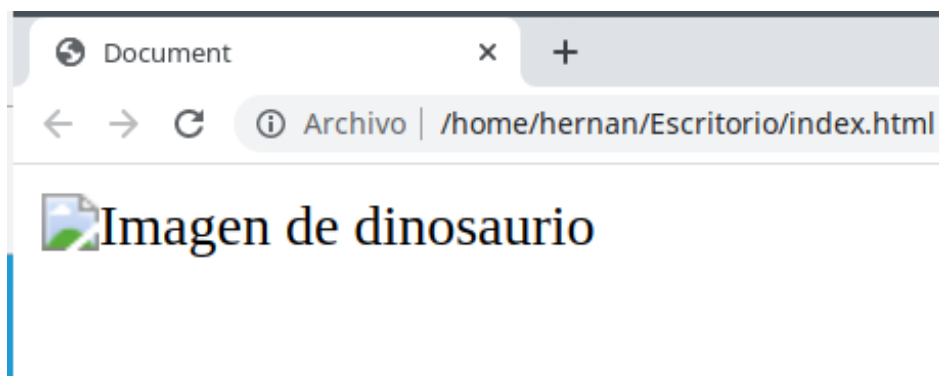 Document
Archivo | /home/hernan/Escritorio/index.html
Imagen de dinosaurio